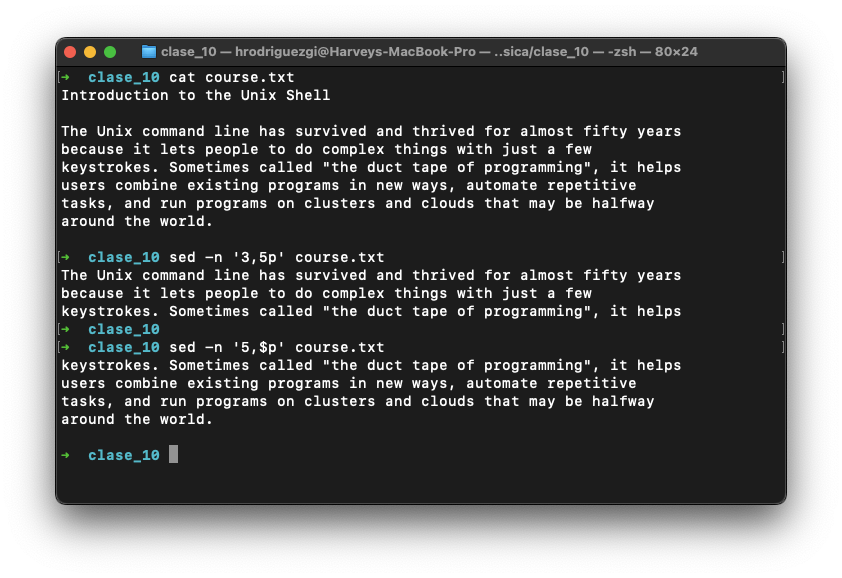 clase_10 — hrodriguezgi@Harveys-MacBook-Pro — ..sica/clase_10 — -zsh — 80×24
[➜  clase_10 cat course.txt ]
Introduction to the Unix Shell
The Unix command line has survived and thrived for almost fifty years
because it lets people to do complex things with just a few
keystrokes. Sometimes called "the duct tape of programming", it helps
users combine existing programs in new ways, automate repetitive
tasks, and run programs on clusters and clouds that may be halfway
around the world.
[➜  clase_10 sed -n '3,5p' course.txt ]
The Unix command line has survived and thrived for almost fifty years
because it lets people to do complex things with just a few
keystrokes. Sometimes called "the duct tape of programming", it helps
[➜  clase_10 ]
[➜  clase_10 sed -n '5,$p' course.txt ]
keystrokes. Sometimes called "the duct tape of programming", it helps
users combine existing programs in new ways, automate repetitive
tasks, and run programs on clusters and clouds that may be halfway
around the world.
➜  clase_10